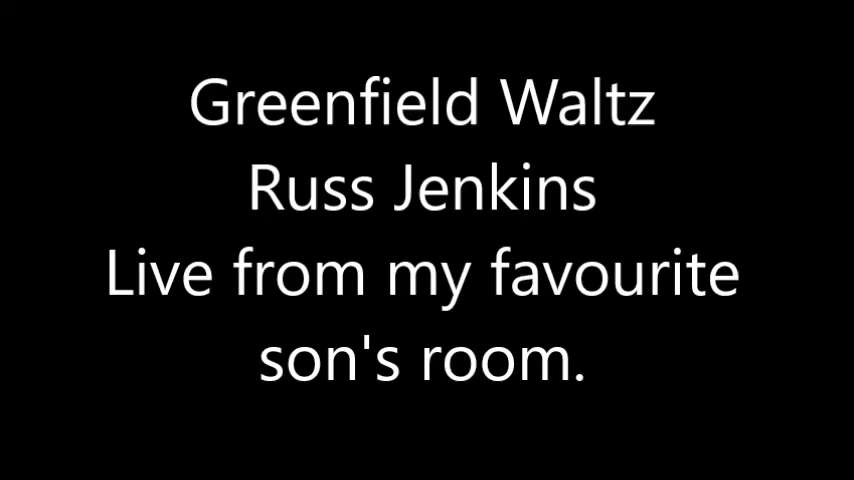 Greenfield Waltz
Russ Jenkins
Live from my favourite
son's room.